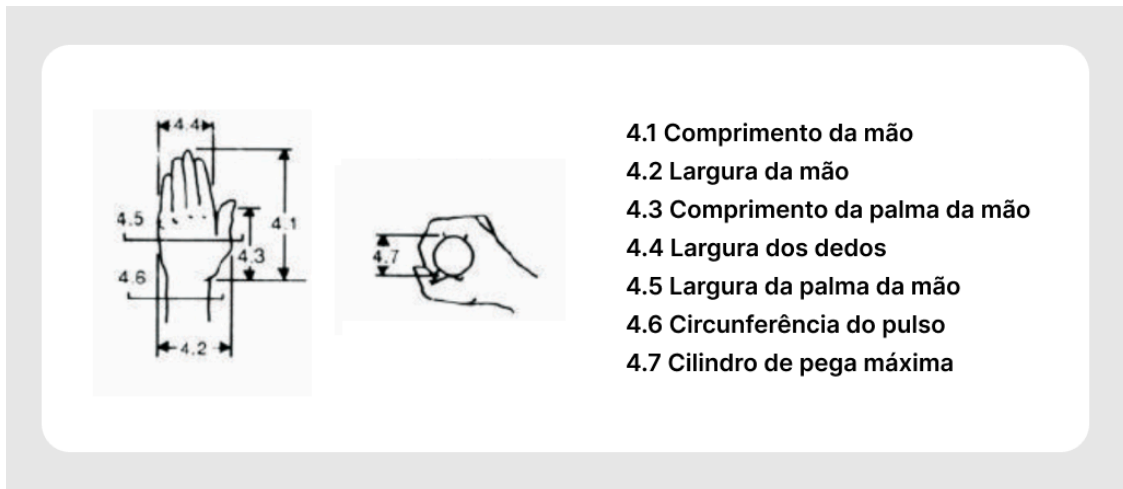 4.4
4.5
4.1
4.3
4.6
4.2
4.7
4.1 Comprimento da mão
4.2 Largura da mão
4.3 Comprimento da palma da mão
4.4 Largura dos dedos
4.5 Largura da palma da mão
4.6 Circunferência do pulso
4.7 Cilindro de pega máxima